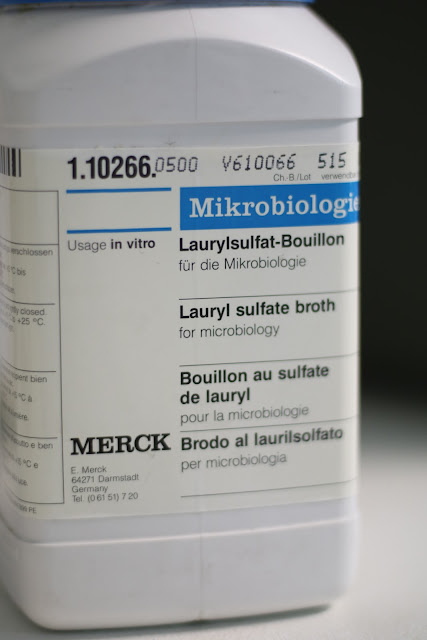 1.10266.0500 V610066 515
Ch.-B./Lot
Mikrobiologie
Usage in vitro
Laurylsulfat-Bouillon
für die Mikrobiologie
Lauryl sulfate broth
for microbiology
Bouillon au sulfate
de lauryl
pour la microbiologie
Brodo al laurilsolfato
per microbiologia
MERCK
E. Merck
64271 Darmstadt
Germany
Tel. (0 61 51) 7 20
closed.
+25 °C.